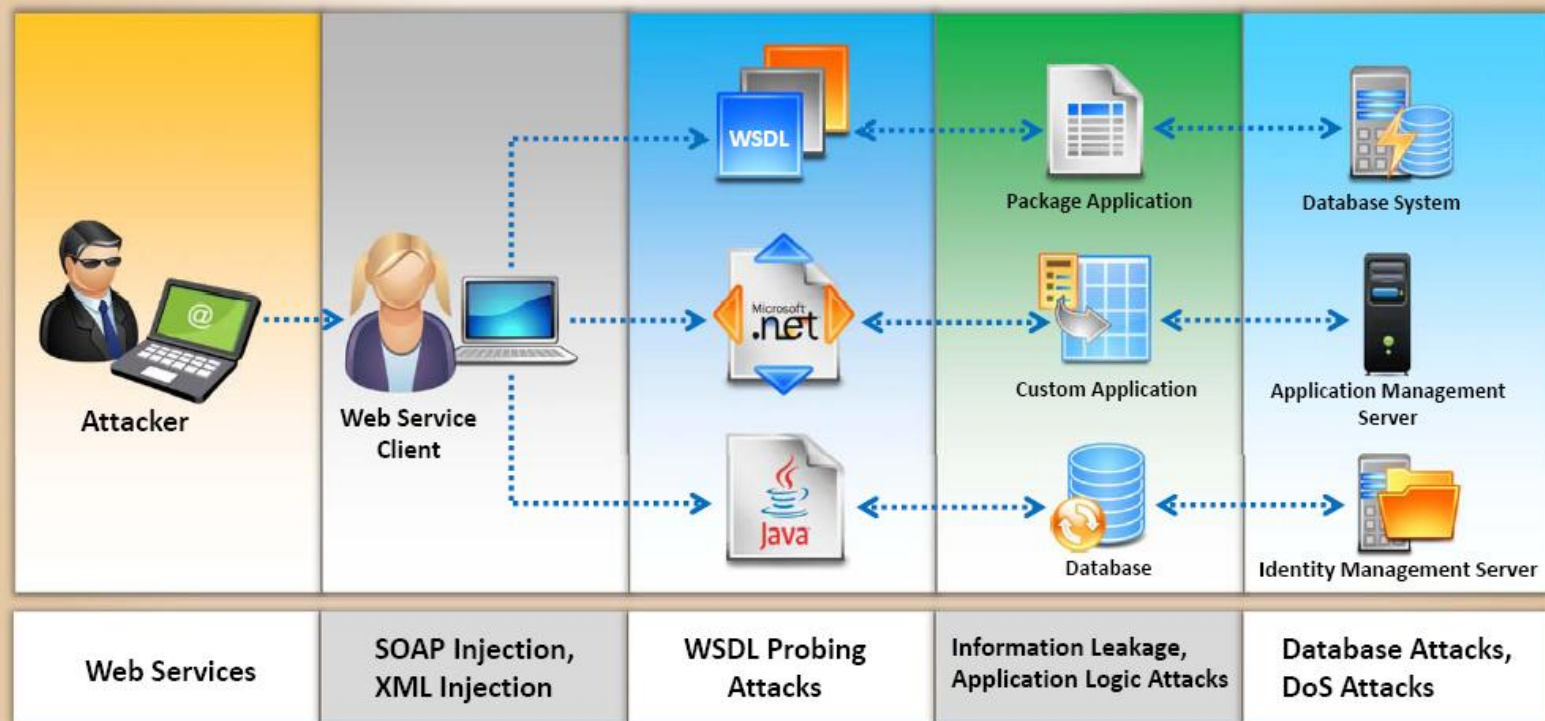 WSDL
Package Application
Database System
@
Microsoft
.net
Attacker
Web Service
Client
Custom Application
Application Management
Server
Java
Database
Identity Management Server
Web Services
SOAP Injection,
XML Injection
WSDL Probing
Attacks
Information Leakage,
Application Logic Attacks
Database Attacks,
DoS Attacks